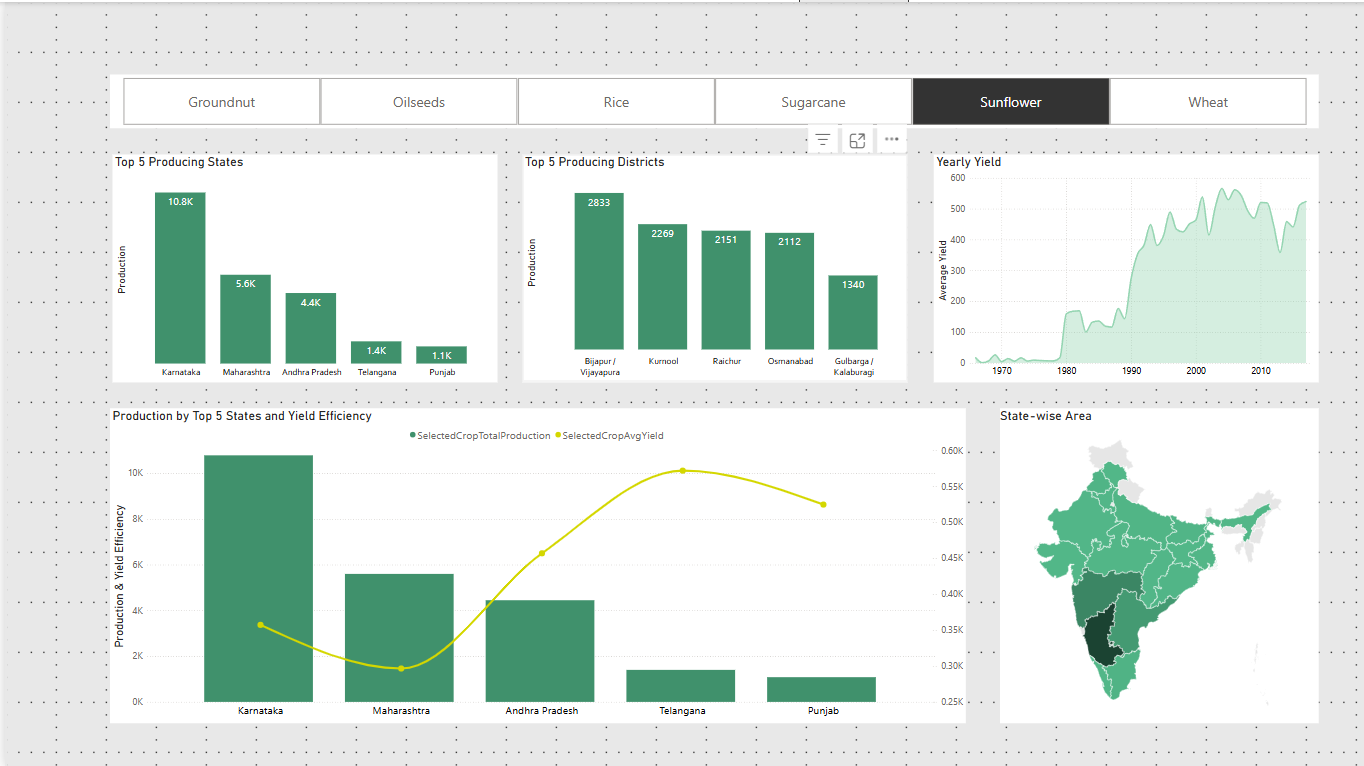 Groundnut Oilseeds Rice Sugarcane Sunflower Wheat
Top 5 Producing States
Production
10.8K
5.6K
4.4K
1.4K
1.1K
Karnataka Maharashtra Andhra Pradesh Telangana Punjab
Top 5 Producing Districts
Production
2833
2269
2151
2112
1340
Bijapur / Vijayapura
Kurnool
Raichur
Osmanabad
Gulbarga / Kalaburagi
Yearly Yield
Average Yield
600
500
400
300
200
100
0
1970 1980 1990 2000 2010
Production by Top 5 States and Yield Efficiency
SelectedCropTotalProduction SelectedCropAvgYield
Production & Yield Efficiency
10K
8K
6K
4K
2K
0K
0.60K
0.55K
0.50K
0.45K
0.40K
0.35K
0.30K
0.25K
Karnataka Maharashtra Andhra Pradesh Telangana Punjab
State-wise Area